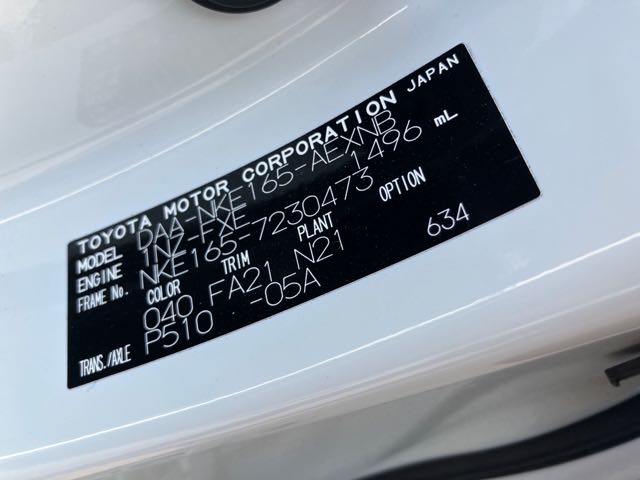 TOYOTA MOTOR CORPORATION JAPAN
MODEL DAA-NKE165-AEXNB
ENGINE 1NZ-FXE 1496 mL
FRAME No. NKE165-7230473
COLOR TRIM PLANT OPTION
040 FA21 N21 634
TRANS./AXLE P510 -05A